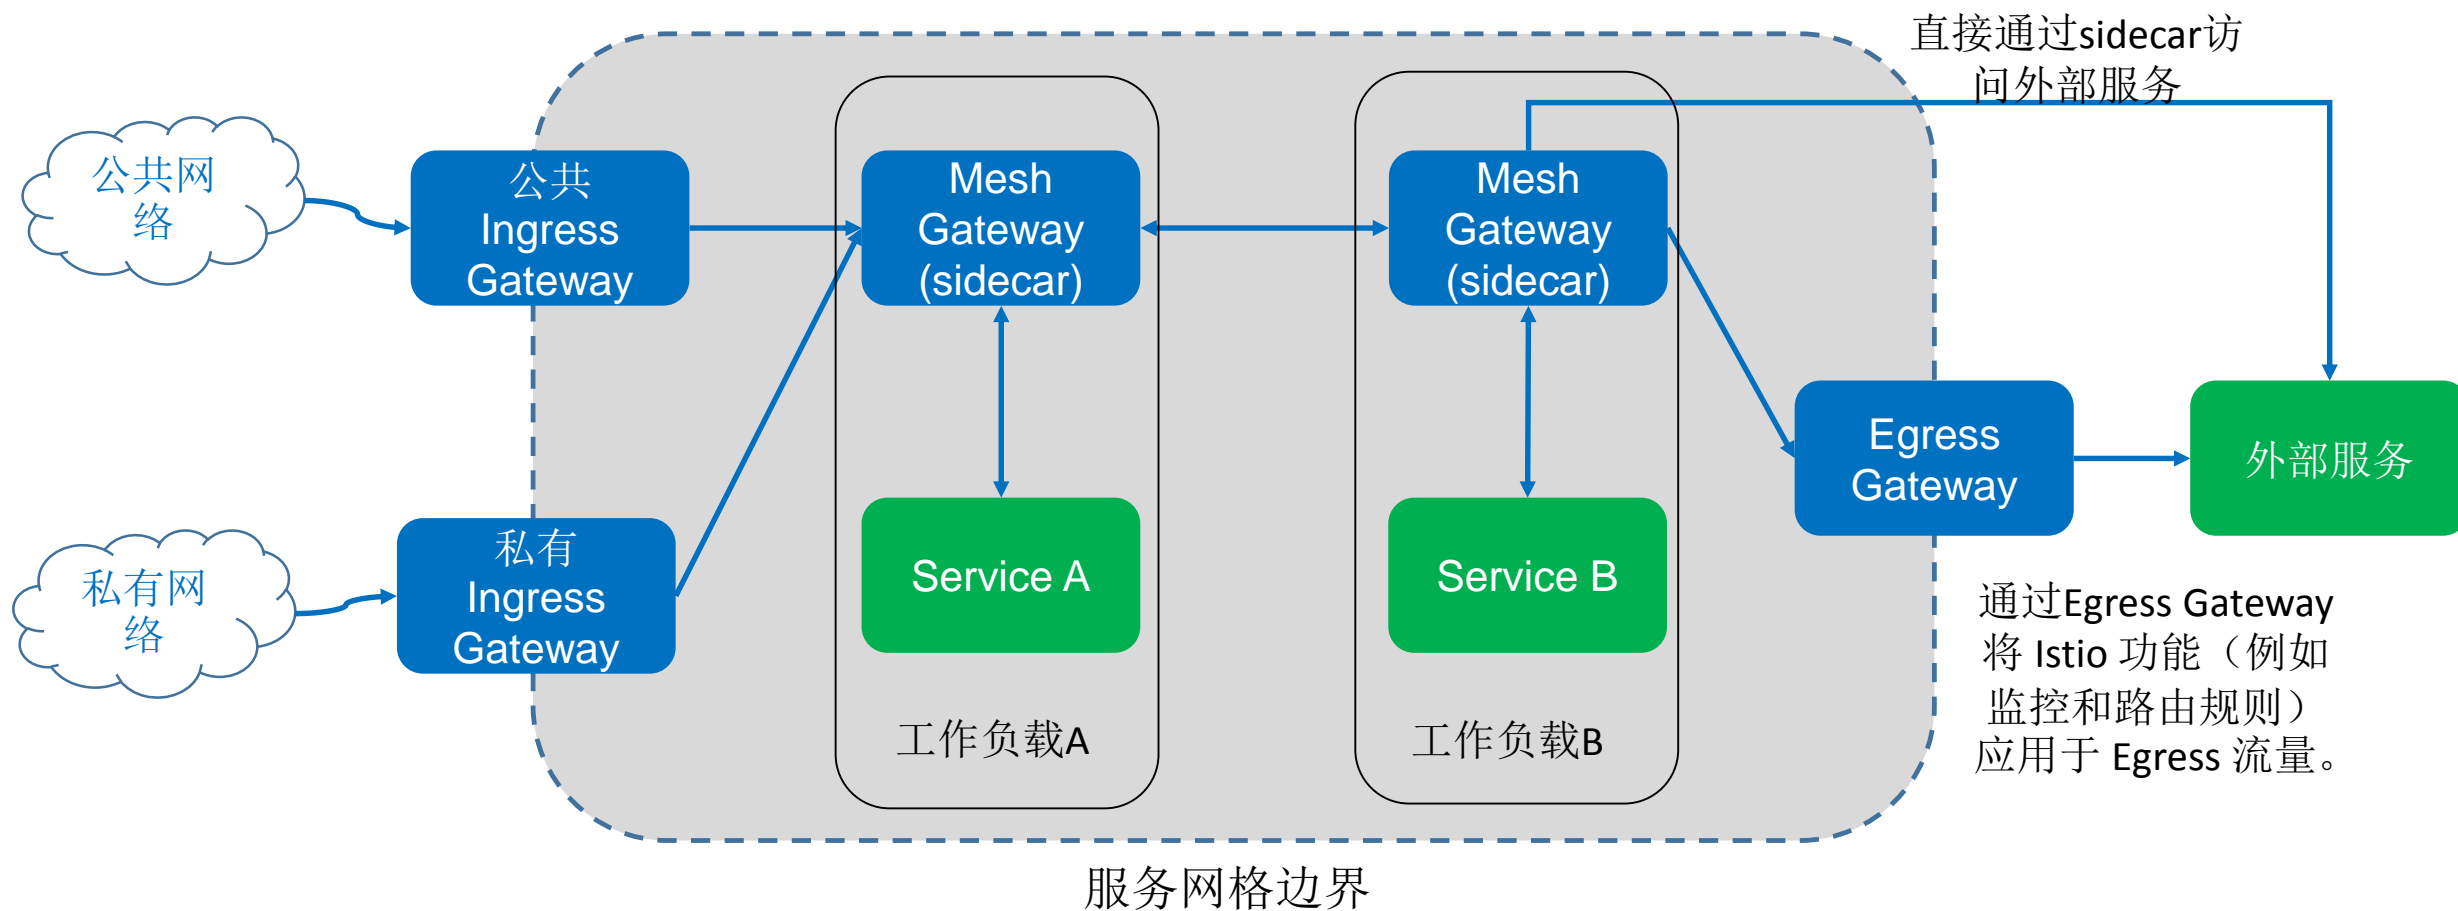 直接通过sidecar访
问外部服务
公共网
络
公共
Ingress
Gateway
Mesh
Gateway
(sidecar)
Mesh
Gateway
(sidecar)
Egress
Gateway
外部服务
私有网
络
私有
Ingress
Gateway
Service A
Service B
通过Egress Gateway
将 Istio 功能（例如
监控和路由规则）
应用于 Egress 流量。
工作负载A
工作负载B
服务网格边界